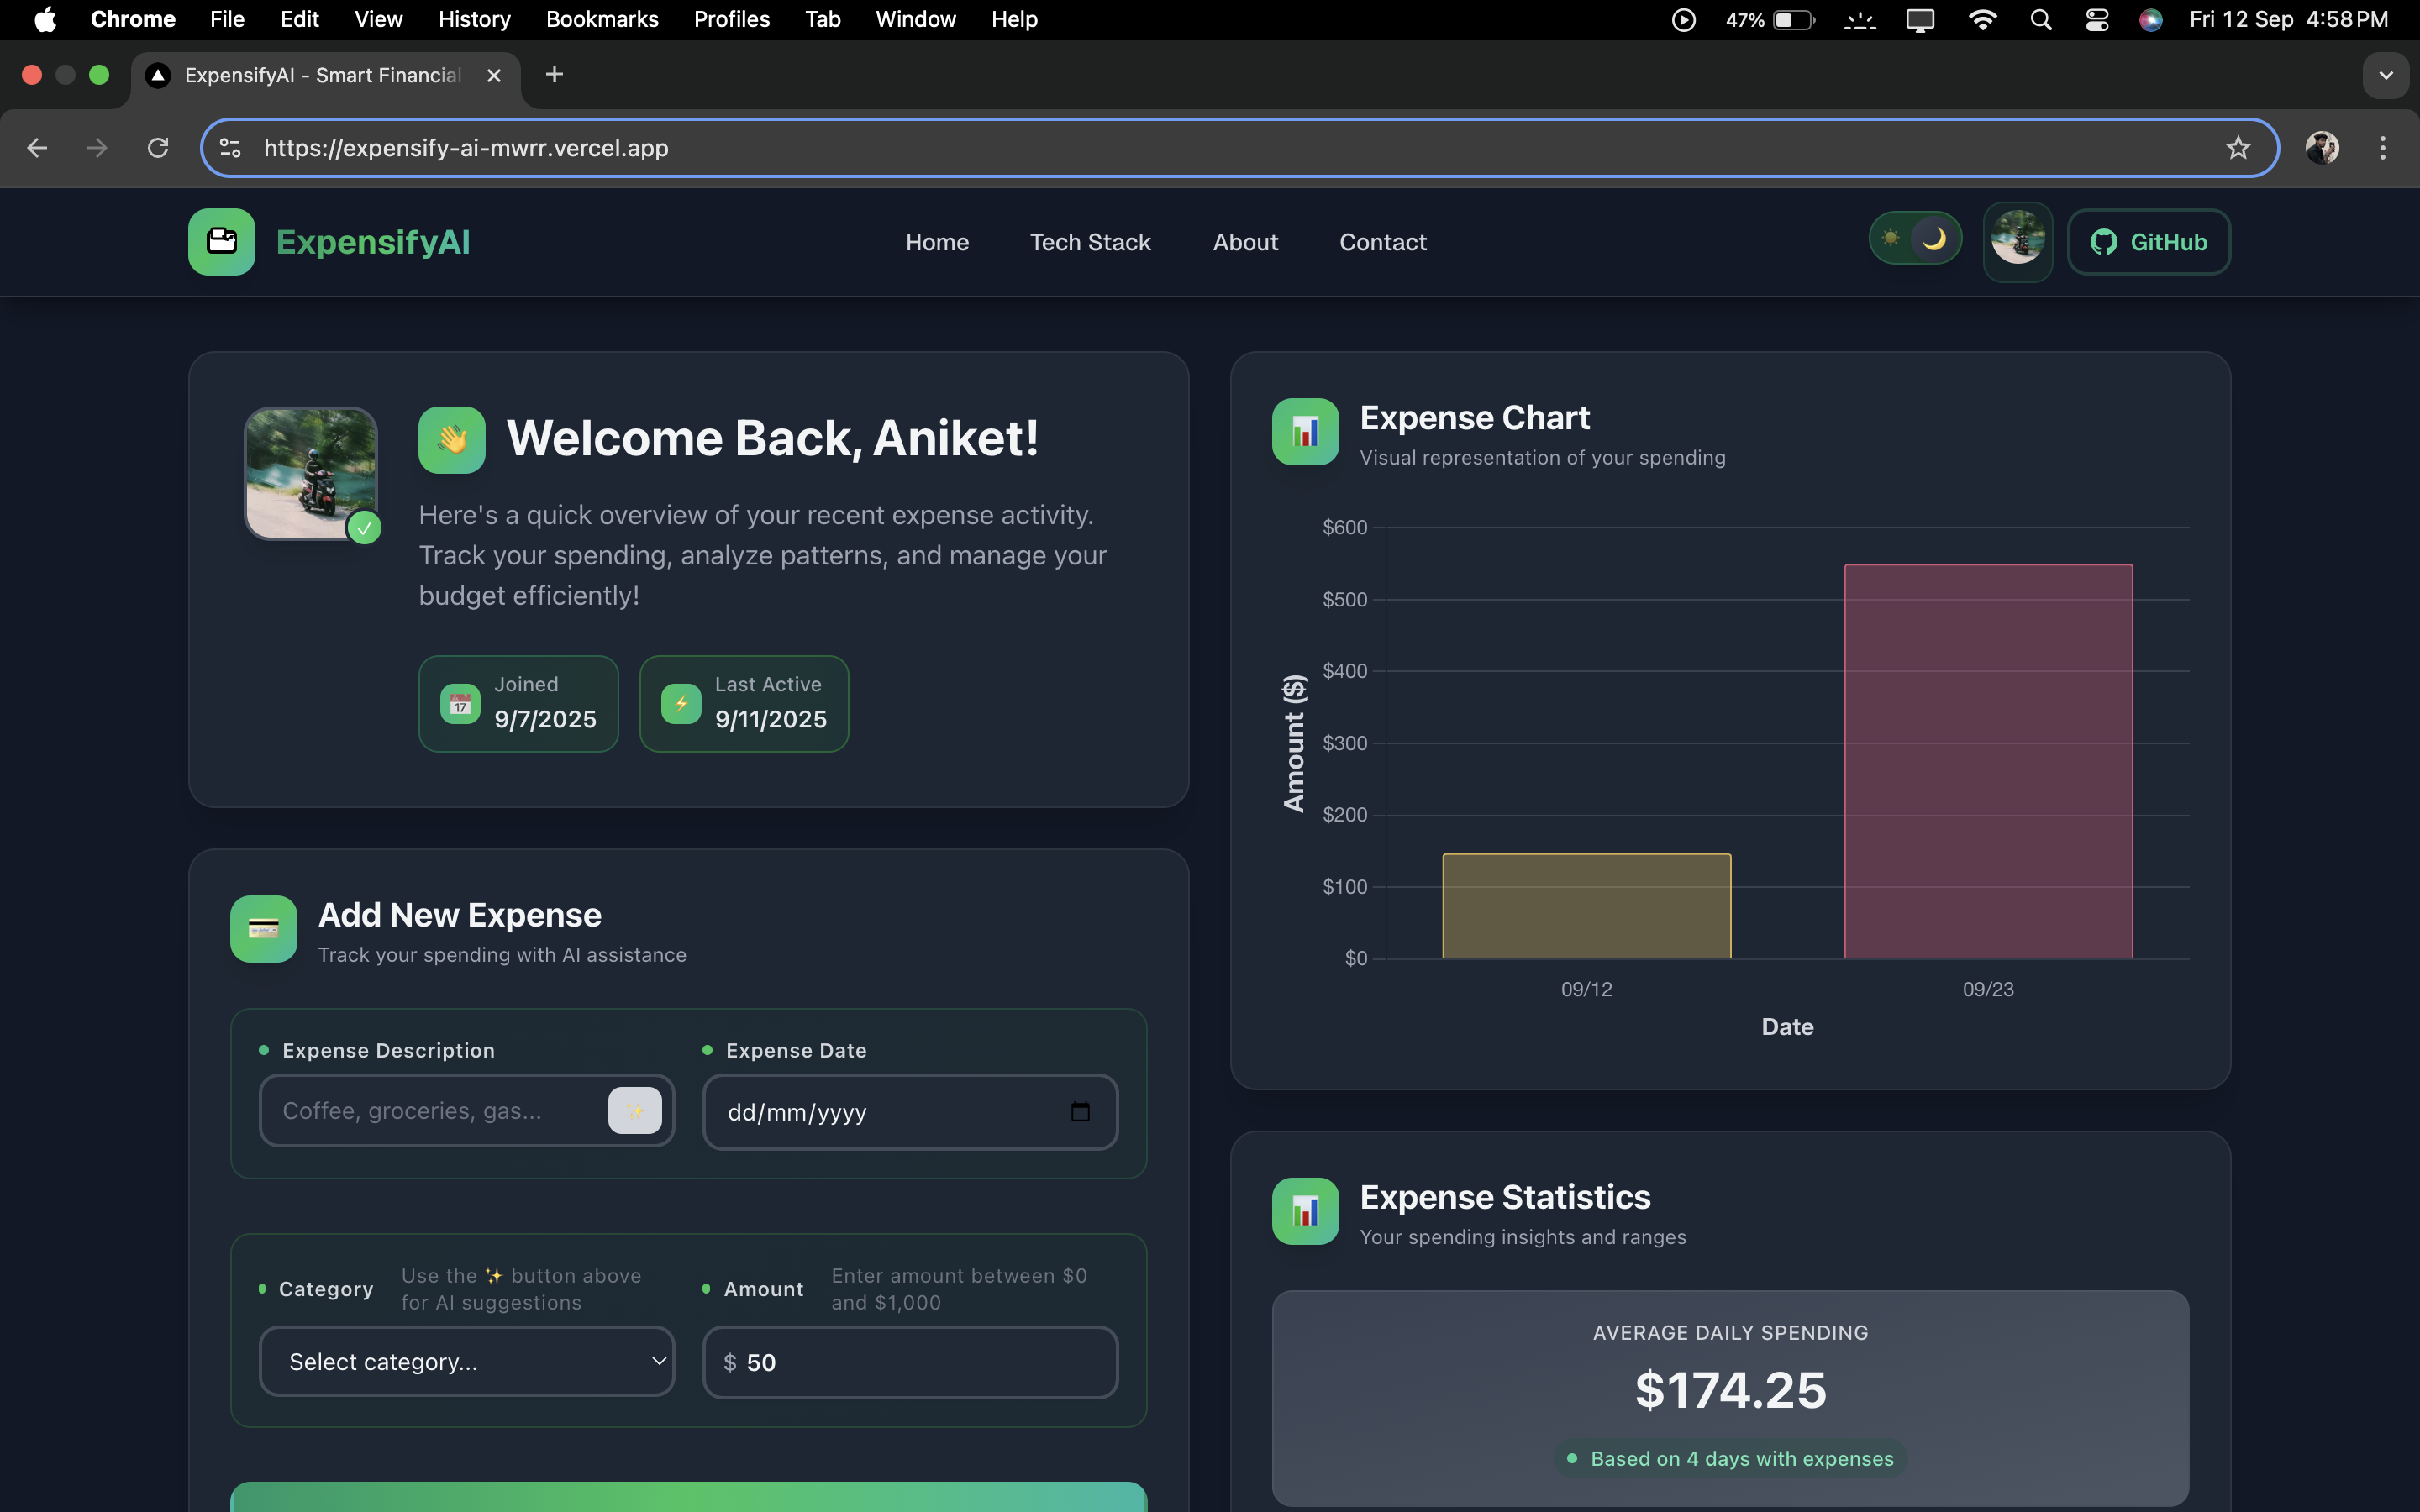 Chrome File Edit View History Bookmarks Profiles Tab Window Help 47% Fri 12 Sep 4:58 PM
ExpensifyAI - Smart Financial
https://expensify-ai-mwrr.vercel.app
ExpensifyAI
Home Tech Stack About Contact
GitHub
Welcome Back, Aniket!
Here's a quick overview of your recent expense activity.
Track your spending, analyze patterns, and manage your
budget efficiently!
Joined
9/7/2025
Last Active
9/11/2025
Add New Expense
Track your spending with AI assistance
Expense Description
Coffee, groceries, gas...
Expense Date
dd/mm/yyyy
Category
Use the ✨ button above
for AI suggestions
Select category...
Amount
Enter amount between $0
and $1,000
$ 50
Expense Chart
Visual representation of your spending
Amount ($)
$600
$500
$400
$300
$200
$100
$0
09/12 09/23
Date
Expense Statistics
Your spending insights and ranges
AVERAGE DAILY SPENDING
$174.25
Based on 4 days with expenses